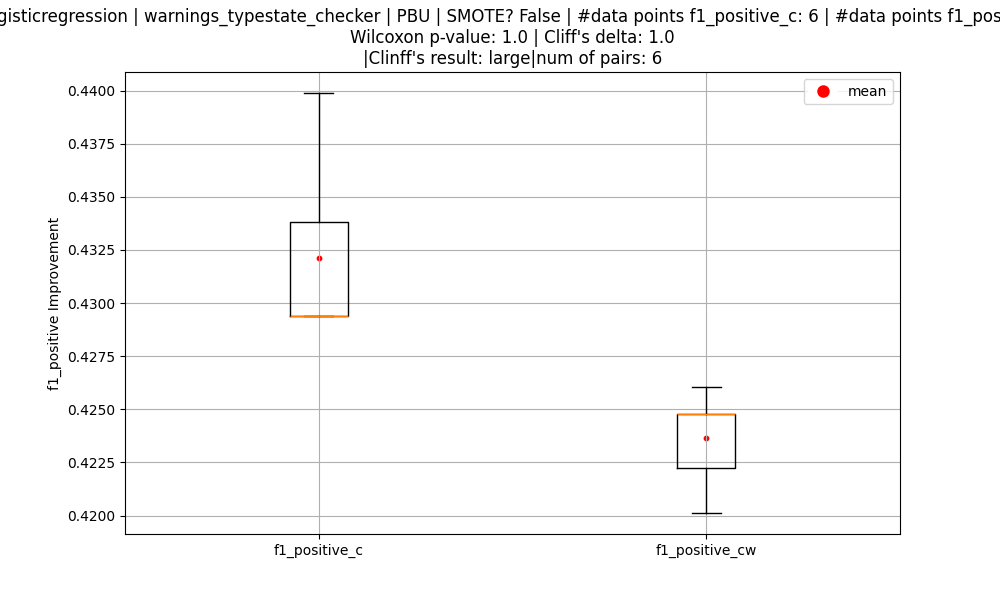 gisticregression | warnings_typestate_checker | PBU | SMOTE? False | #data points f1_positive_c: 6 | #data points f1_pos
Wilcoxon p-value: 1.0 | Cliff's delta: 1.0
|Clinff's result: large|num of pairs: 6
mean
0.4400
0.4375
0.4350
0.4325
0.4300
0.4275
0.4250
0.4225
0.4200
f1_positive Improvement
f1_positive_c
f1_positive_cw